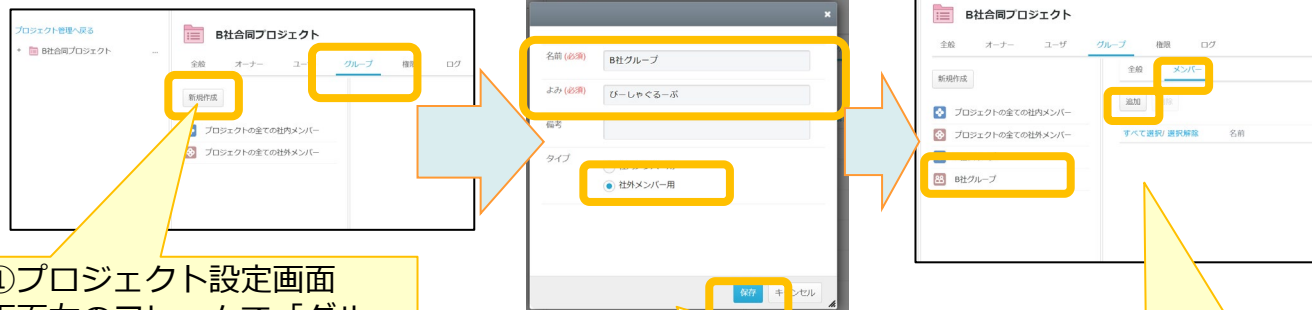 プロジェクト管理へ戻る
B社合同プロジェクト
...
B社合同プロジェクト
全般 オーナー ユーザ グループ 権限 ログ
新規作成
プロジェクトの全ての社内メンバー
プロジェクトの全ての社外メンバー
①プロジェクト設定画面
×
名前 (必須) B社グループ
よみ (必須) びーしゃぐるーぷ
備考
タイプ
社外メンバー用
保存 キャンセル
B社合同プロジェクト
全般 オーナー ユーザ グループ 権限 ログ
新規作成
全般 メンバー
追加
プロジェクトの全ての社内メンバー
プロジェクトの全ての社外メンバー
すべて選択/ 選択解除 名前
B社グループ